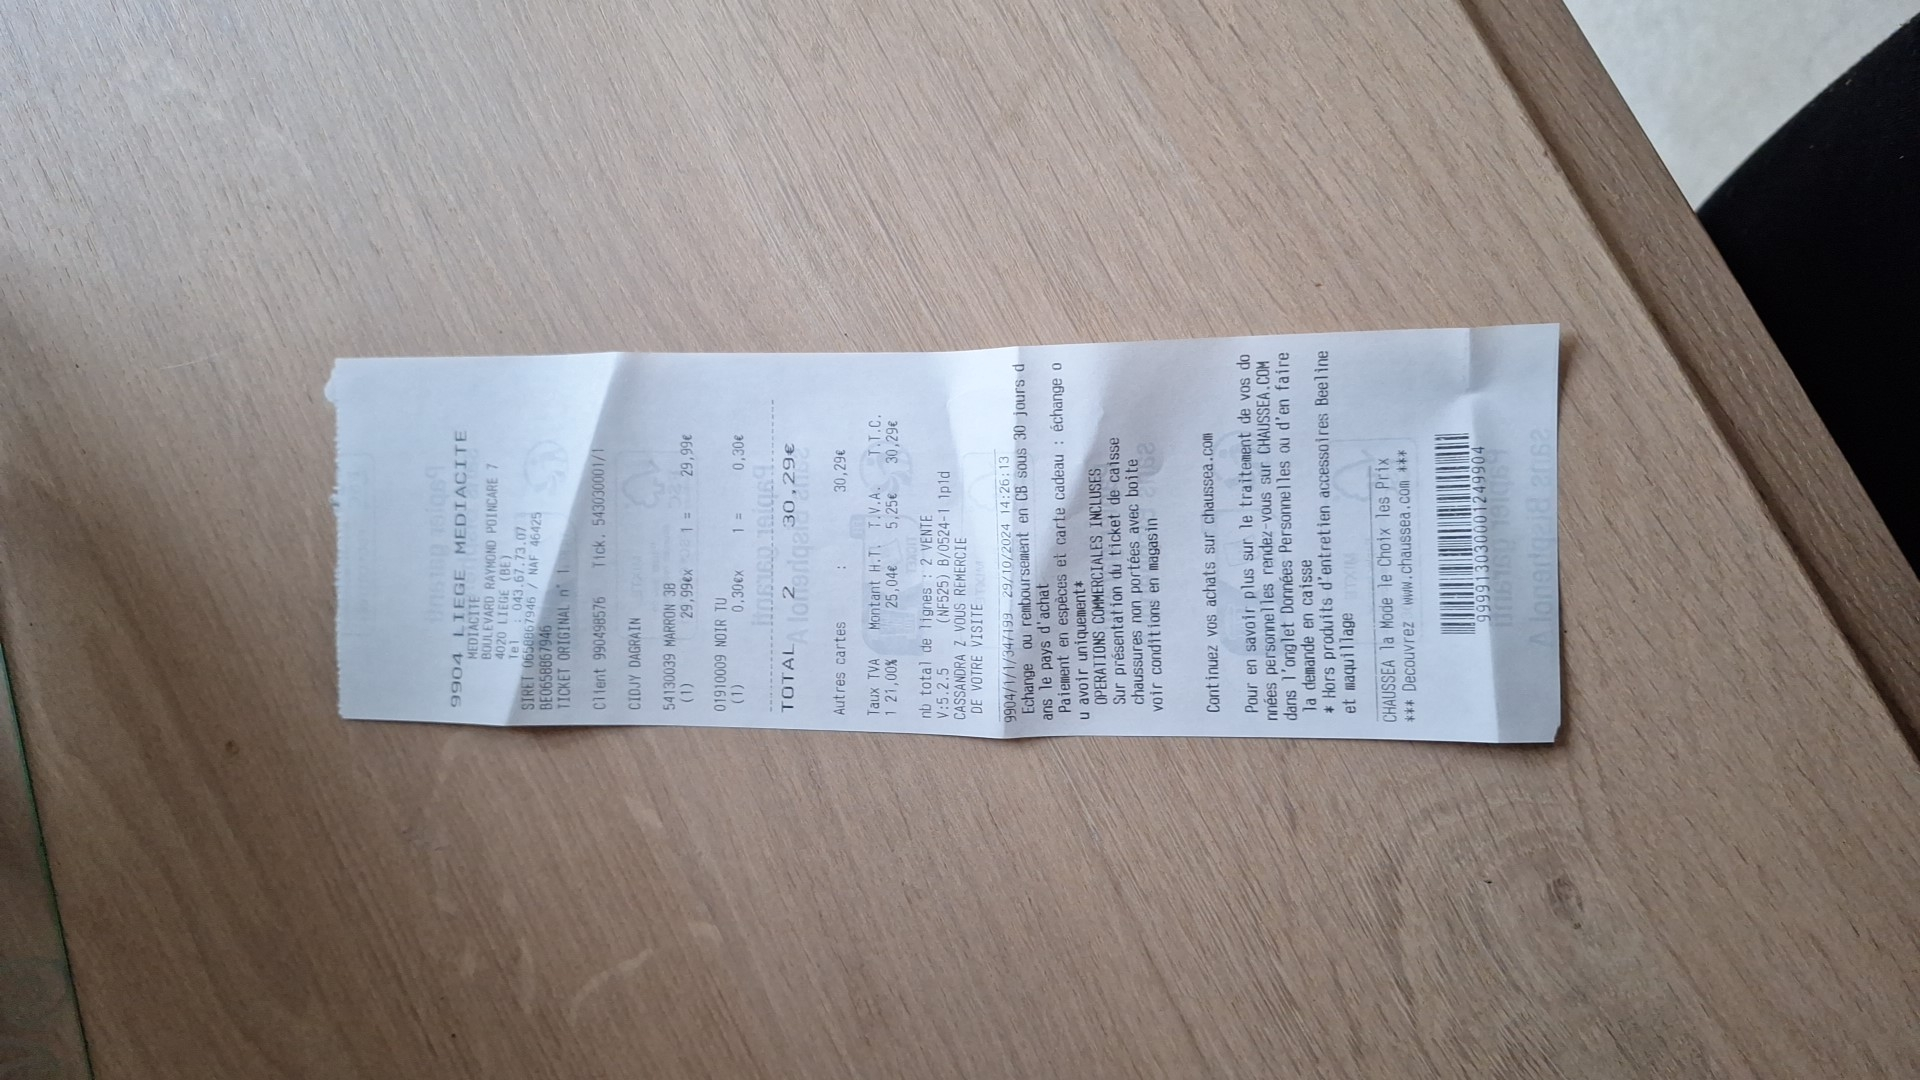 9904 LIEGE MEDIACITE
MEDIACITE
BOULEVARD RAYMOND POINCARE 7
4020 LIEGE (BE)
Tel : 043.67.73.07
SIRET 0658867946 / NAF 46425
BE0658867946
TICKET ORIGINAL n° 1
Client 990498576 Tick. 543030001/1
CIDJY DAGRAIN
54130039 MARRON 38
(1) 29,99€x 1 = 29,99€
01910009 NOIR TU
(1) 0,30€x 1 = 0,30€
TOTAL 2 30,29€
Autres cartes : 30,29€
Taux TVA Montant H.T. T.V.A. T.T.C.
1 21,00% 25,04€ 5,25€ 30,29€
nb total de lignes : 2 VENTE
V:5.2.5 (NF525) B/0524-1 1p1d
CASSANDRA Z VOUS REMERCIE
DE VOTRE VISITE
9904/1/1/347199 29/10/2024 14:26:13
Echange ou remboursement en CB sous 30 jours d
ans le pays d'achat
Paiement en espèces et carte cadeau : échange o
u avoir uniquement*
OPERATIONS COMMERCIALES INCLUSES
Sur présentation du ticket de caisse
chaussures non portées avec boite
voir conditions en magasin
Continuez vos achats sur chaussea.com
Pour en savoir plus sur le traitement de vos do
nnées personnelles rendez-vous sur CHAUSSEA.COM
dans l'onglet Données Personnelles ou d'en faire
la demande en caisse
* Hors produits d'entretien accessoires Beeline
et maquillage
CHAUSSEA la Mode le Choix les Prix
*** Decouvrez www.chaussea.com ***
9999130300001249904